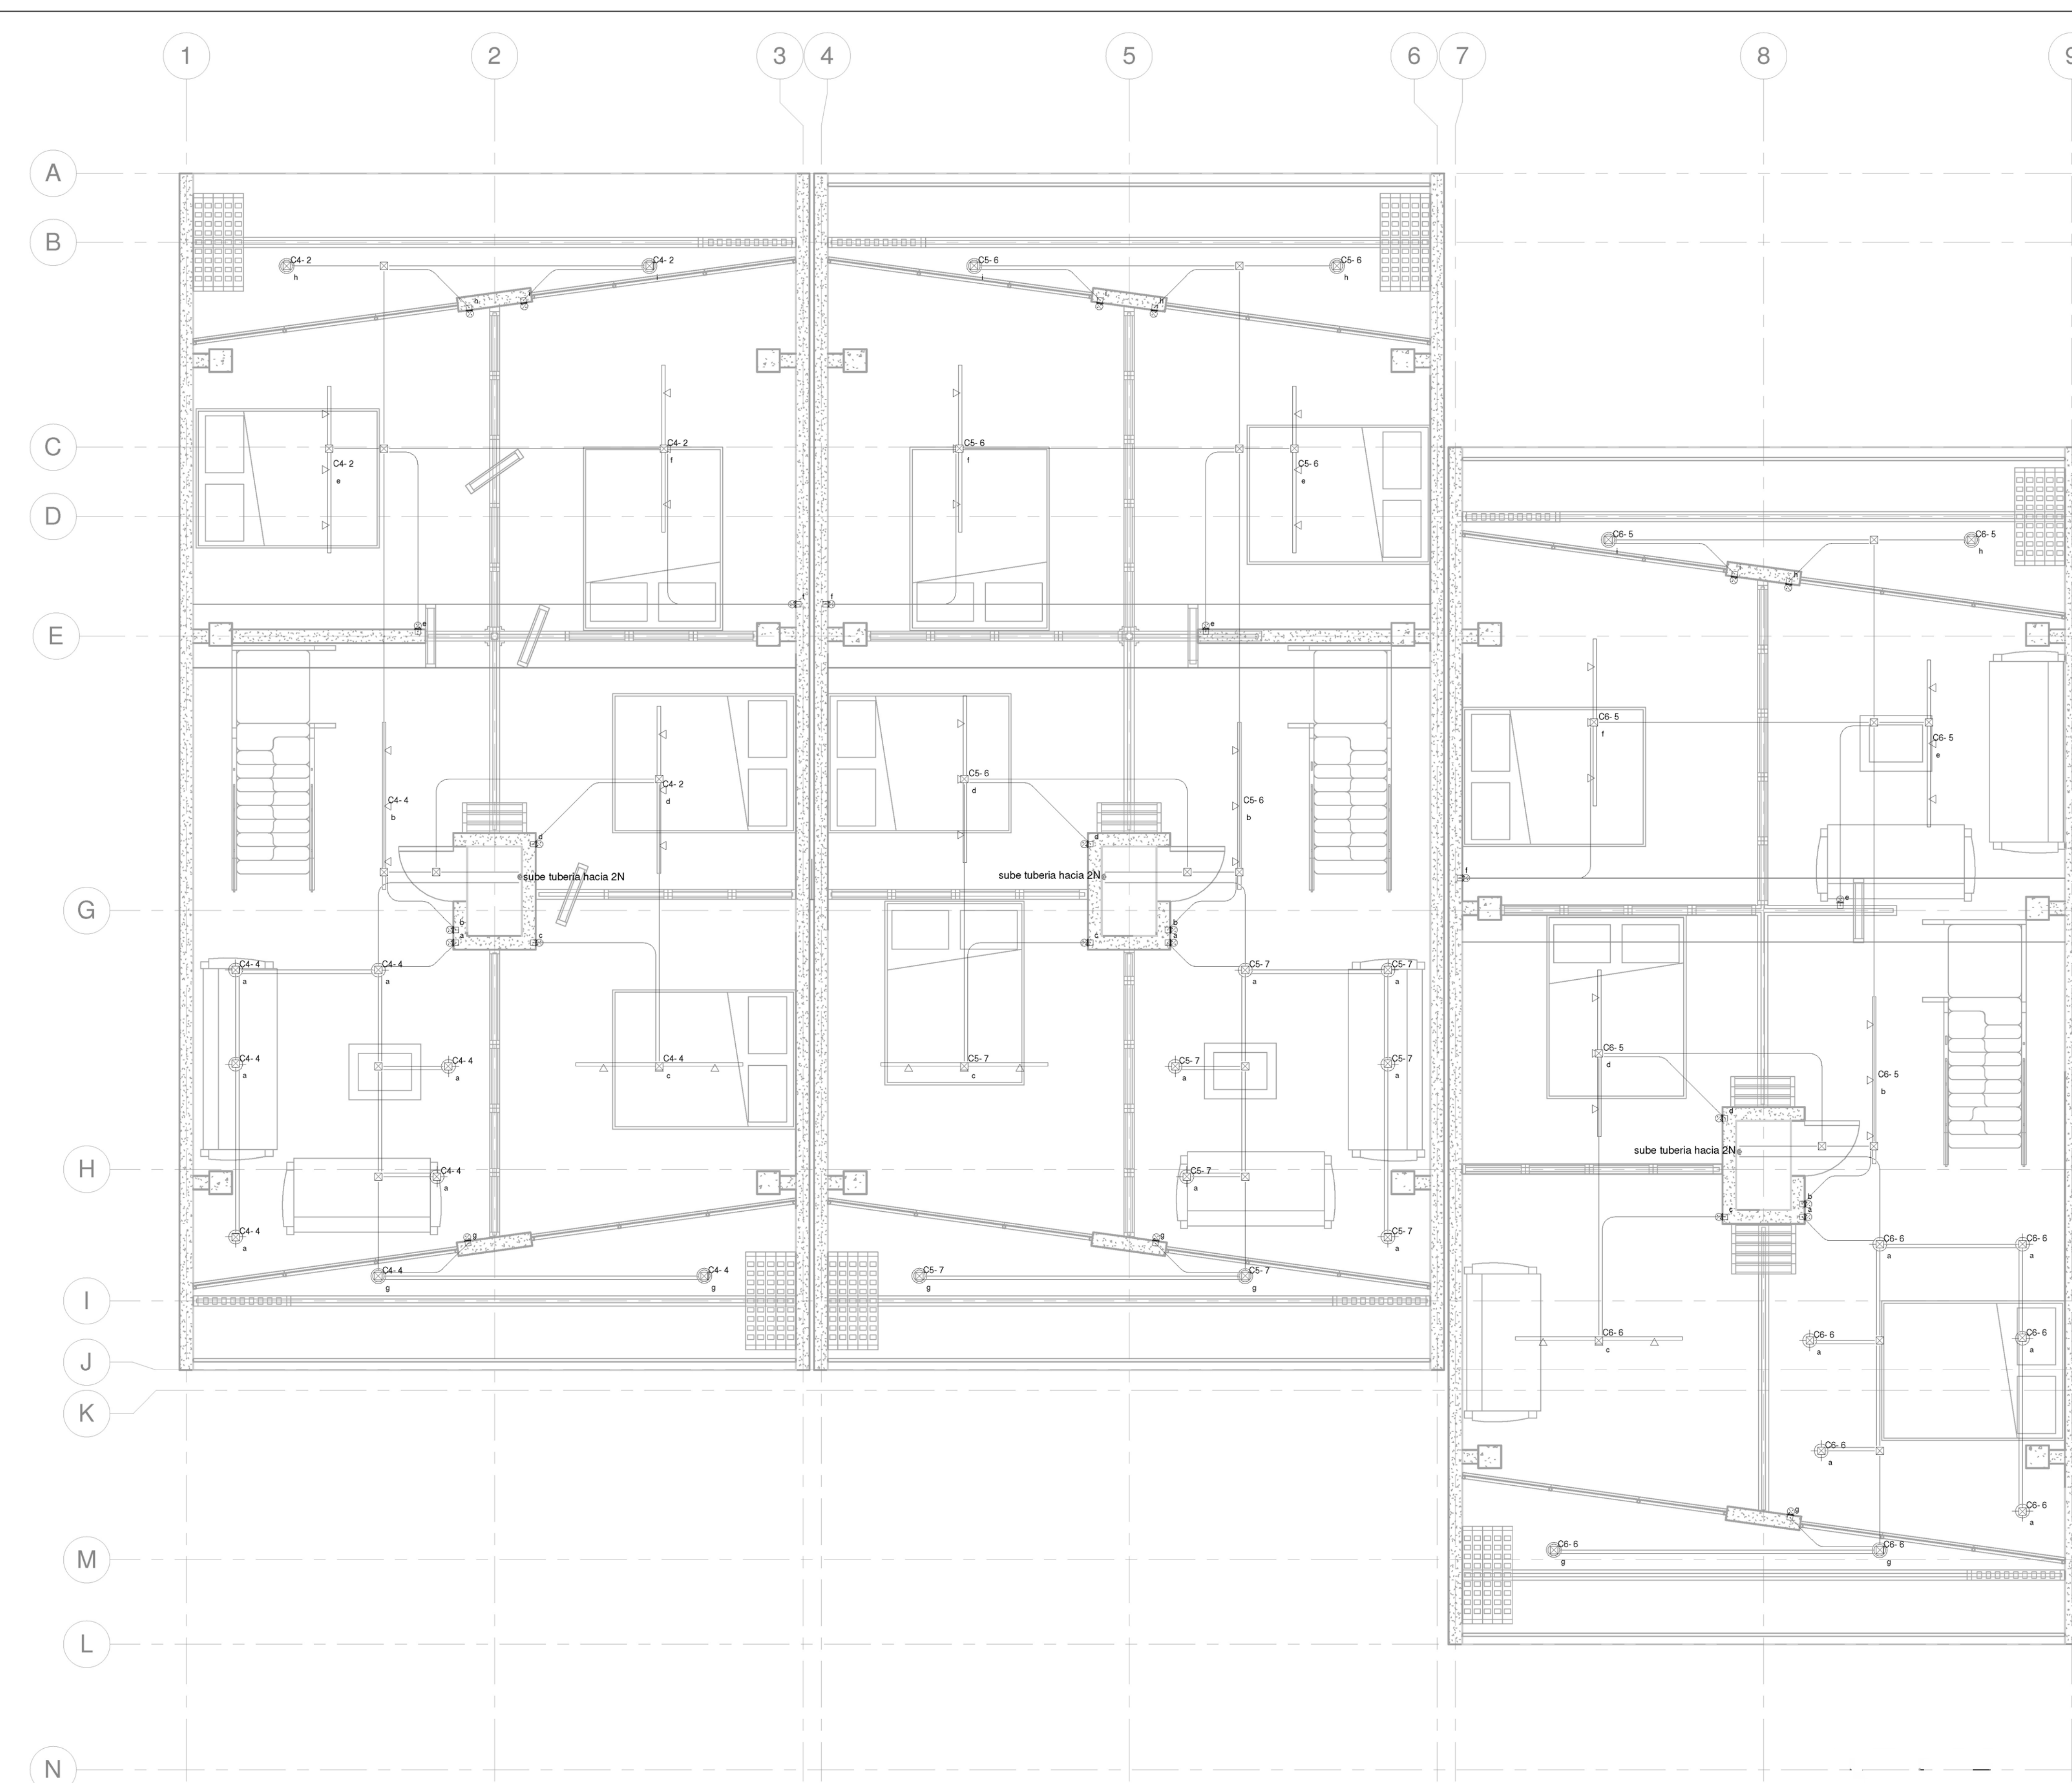 1 2 3 4 5 6 7 8 9
A
B
C4- 2 C4- 2 C5- 6 C5- 6
h i i h
h H
C4- 2 C5- 6
C
f f
C4- 2 C5- 6
e e
D
C6- 5 C6- 5
i h
f f
e e
E
C6- 5
f
C6- 5
e
C4- 2 C5- 6
d d
C4- 4 C5- 6
b b
d d
sube tuberia hacia 2N sube tuberia hacia 2N
f
e
G
b b
a c c a
C4- 4 C4- 4 C5- 7 C5- 7
a a a a
C4- 4 C4- 4 C4- 4 C5- 7 C5- 7 C5- 7
a a c c a a
C6- 5
d
C6- 5
b
d
sube tuberia hacia 2N
H
C4- 4 C5- 7
a a
b
c a
C4- 4 C5- 7
a a
g g
C6- 6 C6- 6
a a
C4- 4 C4- 4 C5- 7 C5- 7
g g g g
I
C6- 6 C6- 6 C6- 6
c a a
J
K
C6- 6
a
C6- 6
a
g
C6- 6 C6- 6
g g
M
L
N